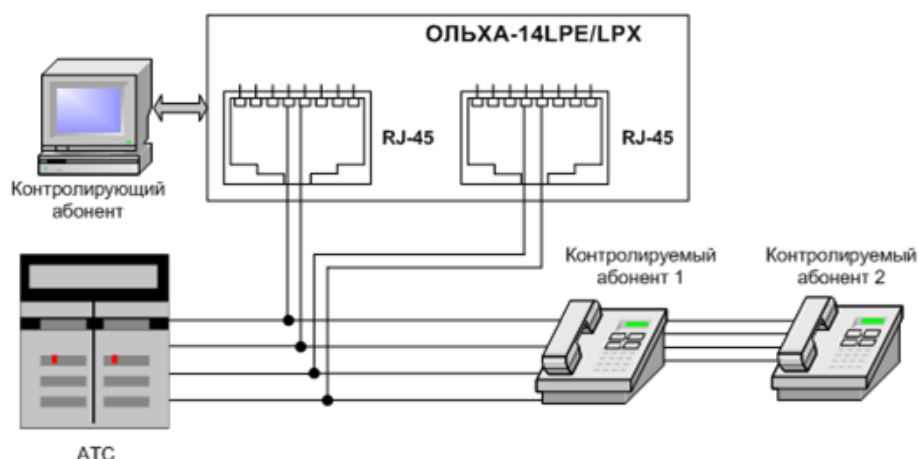 ОЛЬХА-14LPE/LPX
RJ-45
RJ-45
Контролирующий
абонент
Контролируемый
абонент 1
Контролируемый
абонент 2
АТС